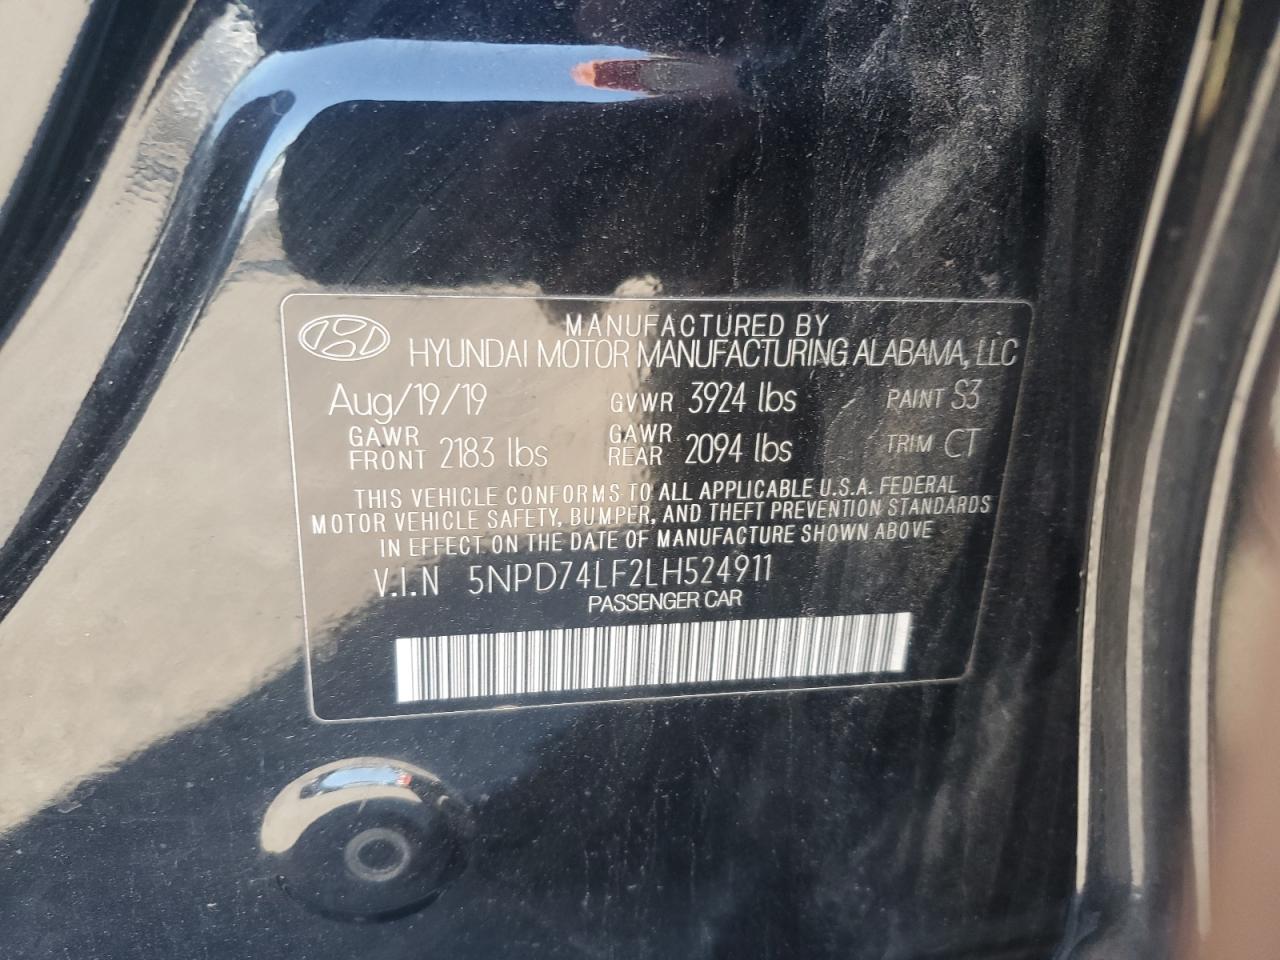 MANUFACTURED BY
HYUNDAI MOTOR MANUFACTURING ALABAMA, LLC
Aug/19/19 GVWR 3924 lbs PAINT S3
GAWR FRONT 2183 lbs GAWR REAR 2094 lbs TRIM CT
THIS VEHICLE CONFORMS TO ALL APPLICABLE U.S.A. FEDERAL
MOTOR VEHICLE SAFETY, BUMPER, AND THEFT PREVENTION STANDARDS
IN EFFECT ON THE DATE OF MANUFACTURE SHOWN ABOVE
V.I.N 5NPD74LF2LH524911
PASSENGER CAR